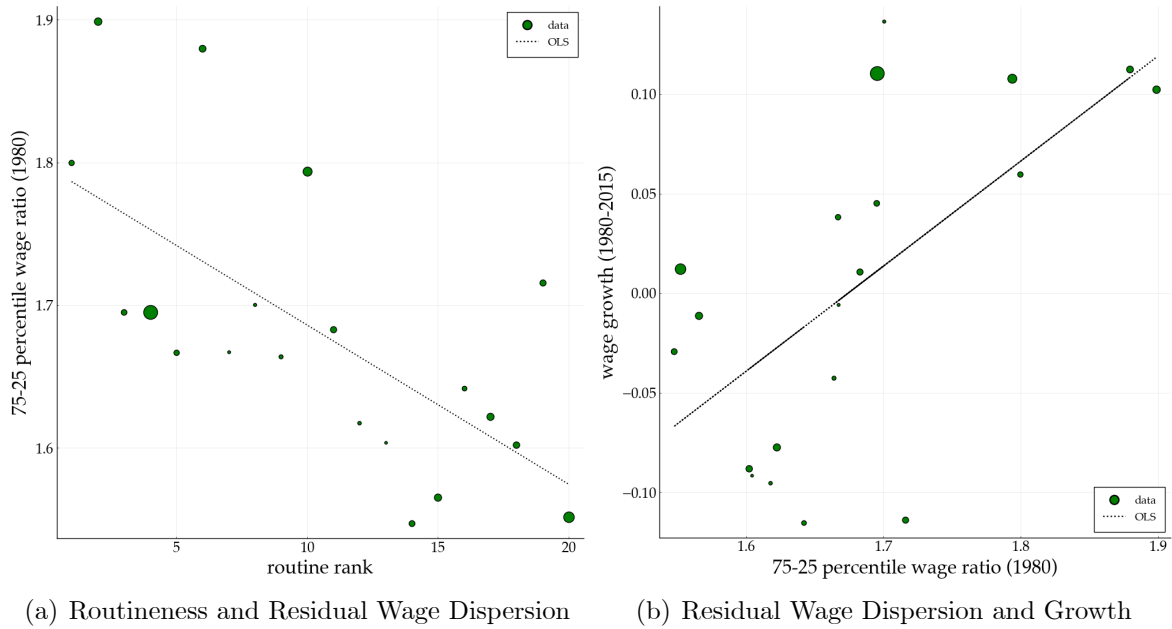 1.9
1.8
1.7
1.6
75-25 percentile wage ratio (1980)
data
OLS
5
10
15
20
routine rank
(a) Routineness and Residual Wage Dispersion
0.10
0.05
0.00
−0.05
−0.10
wage growth (1980-2015)
data
OLS
1.6
1.7
1.8
1.9
75-25 percentile wage ratio (1980)
(b) Residual Wage Dispersion and Growth